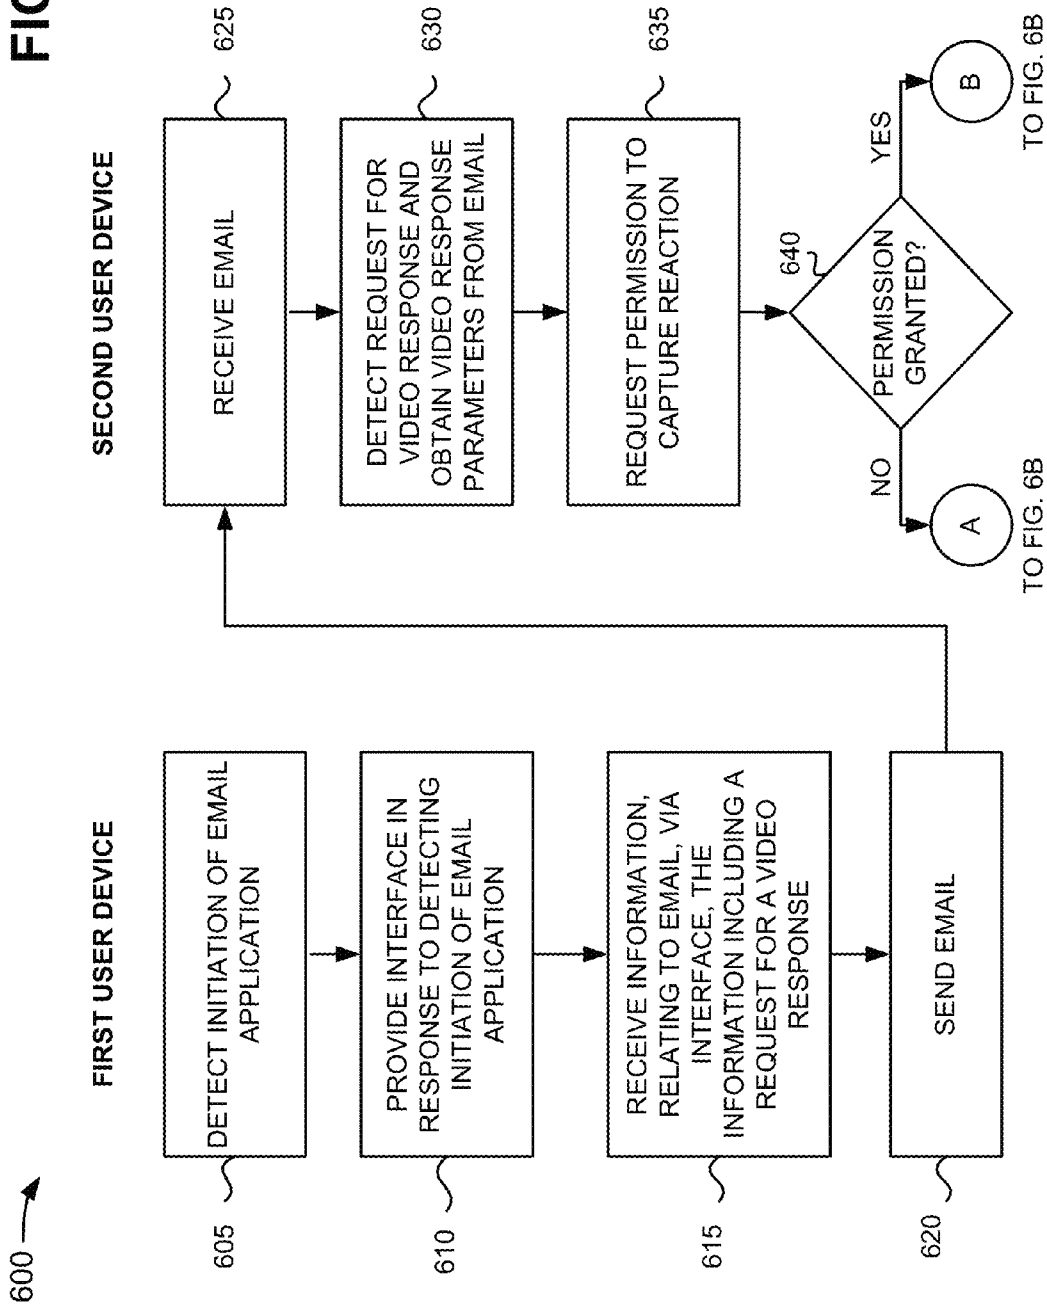 FIG
600
FIRST USER DEVICE
605
DETECT INITIATION OF EMAIL
APPLICATION
610
PROVIDE INTERFACE IN
RESPONSE TO DETECTING
INITIATION OF EMAIL
APPLICATION
615
RECEIVE INFORMATION,
RELATING TO EMAIL, VIA
INTERFACE, THE
INFORMATION INCLUDING A
REQUEST FOR A VIDEO
RESPONSE
620
SEND EMAIL
SECOND USER DEVICE
625
RECEIVE EMAIL
630
DETECT REQUEST FOR
VIDEO RESPONSE AND
OBTAIN VIDEO RESPONSE
PARAMETERS FROM EMAIL
635
REQUEST PERMISSION TO
CAPTURE REACTION
640
PERMISSION
GRANTED?
NO
YES
A
B
TO FIG. 6B
TO FIG. 6B